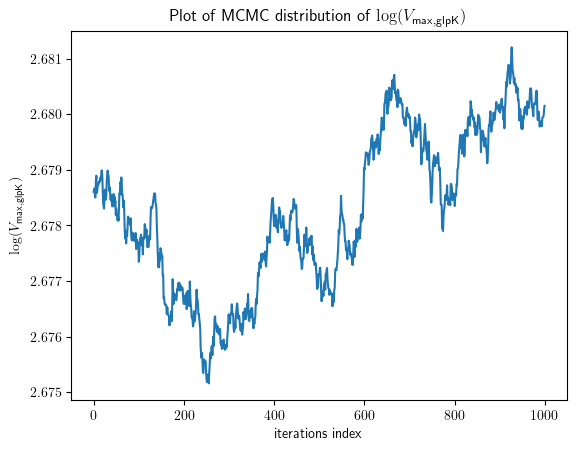 Plot of MCMC distribution of log(V_max,glpK)
log(V_max,glpK)
2.681
2.680
2.679
2.678
2.677
2.676
2.675
0 200 400 600 800 1000
iterations index